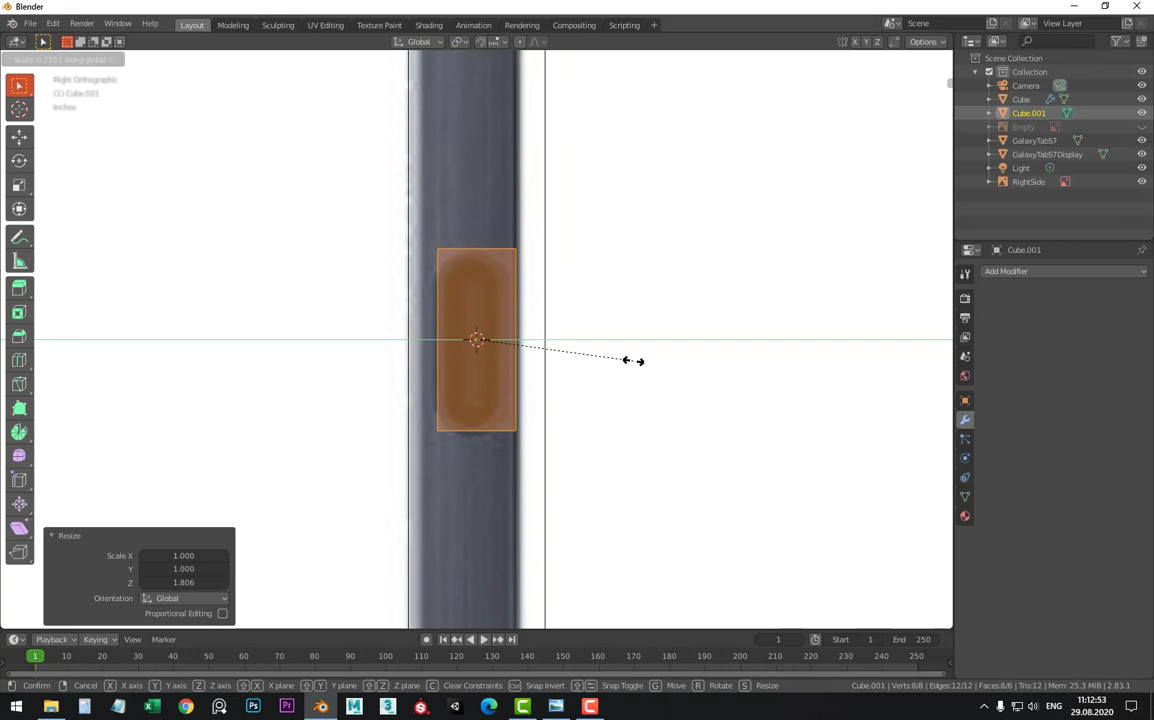 Blender
File Edit Render Window Help Layout Modeling Sculpting UV Editing Texture Paint Shading Animation Rendering Compositing Scripting + Scene View Layer
Global X Y Z Options
Scale: 0.7751 along global Y
Right Orthographic
(1) Cube.001
Inches
Scene Collection
Collection
Camera
Cube
Cube.001
Empty
GalaxyTabS7
GalaxyTabS7Display
Light
RightSide
Cube.001
Add Modifier
Resize
Scale X 1.000
Y 1.000
Z 1.806
Orientation Global
Proportional Editing
Playback Keying View Marker 1 Start 1 End 250
1 10 20 30 40 50 60 70 80 90 100 110 120 130 140 150 160 170 180 190 200 210 220 230 240 250
Confirm Cancel X X axis Y Y axis Z Z axis X X plane Y Y plane Z Z plane C Clear Constraints Ctrl Snap Invert Snap Toggle G Move R Rotate S Resize Cube.001 | Verts:8/8 | Edges:12/12 | Faces:6/6 | Tris:12 | Mem: 25.3 MiB | 2.83.1
ENG 11:12:53
29.08.2020